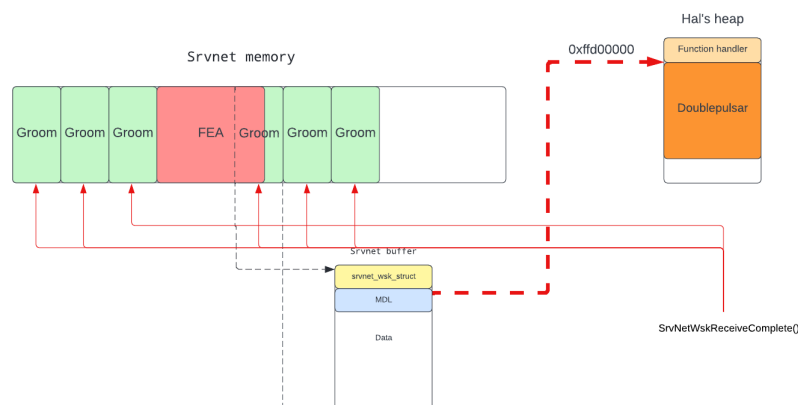 Hal's heap
0xffd00000
Function handler
Srvnet memory
Doublepulsar
Groom
Groom
Groom
FEA
Groom
Groom
Groom
Srvnet buffer
srvnet_wsk_struct
MDL
SrvNetWskReceiveComplete()
Data